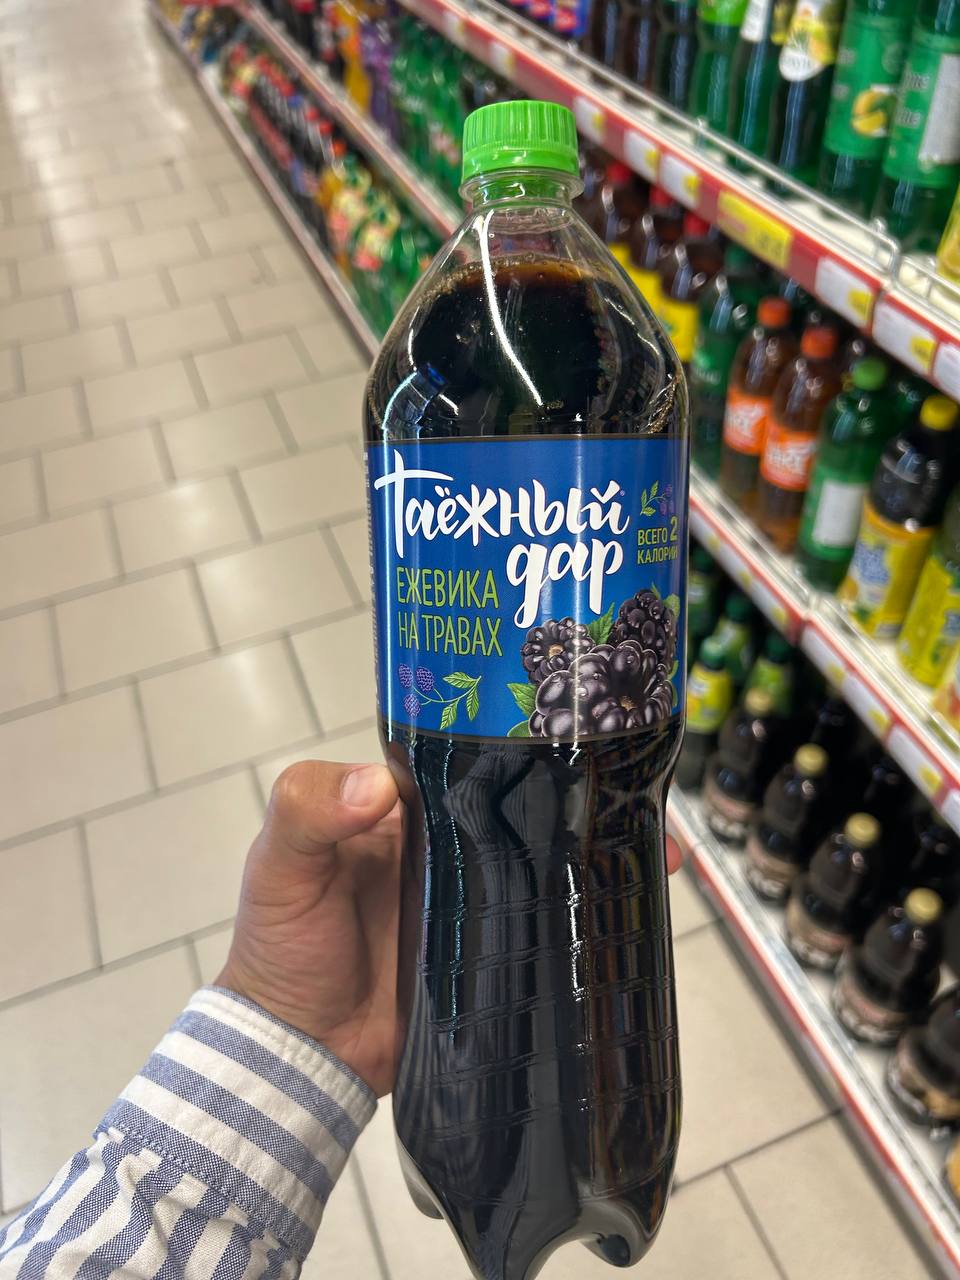 Таёжный
дар
ВСЕГО 2
КАЛОРИИ
ЕЖЕВИКА
НА ТРАВАХ